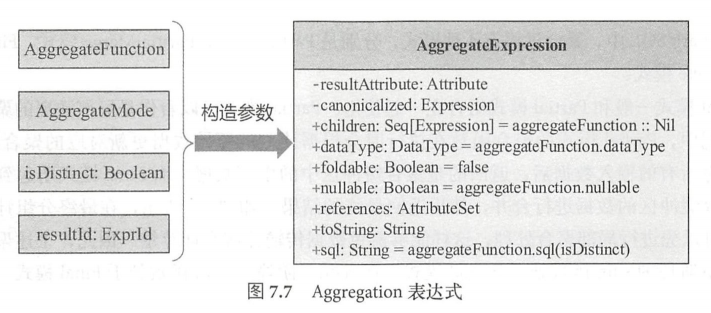 AggregateFunction
AggregateMode
isDistinct: Boolean
resultId: ExprId
构造参数
AggregateExpression
-resultAttribute: Attribute
-canonicalized: Expression
+children: Seq[Expression] = aggregateFunction :: Nil
+dataType: DataType = aggregateFunction.dataType
+foldable: Boolean = false
+nullable: Boolean = aggregateFunction.nullable
+references: AttributeSet
+toString: String
+sql: String = aggregateFunction.sql(isDistinct)
图 7.7 Aggregation 表达式